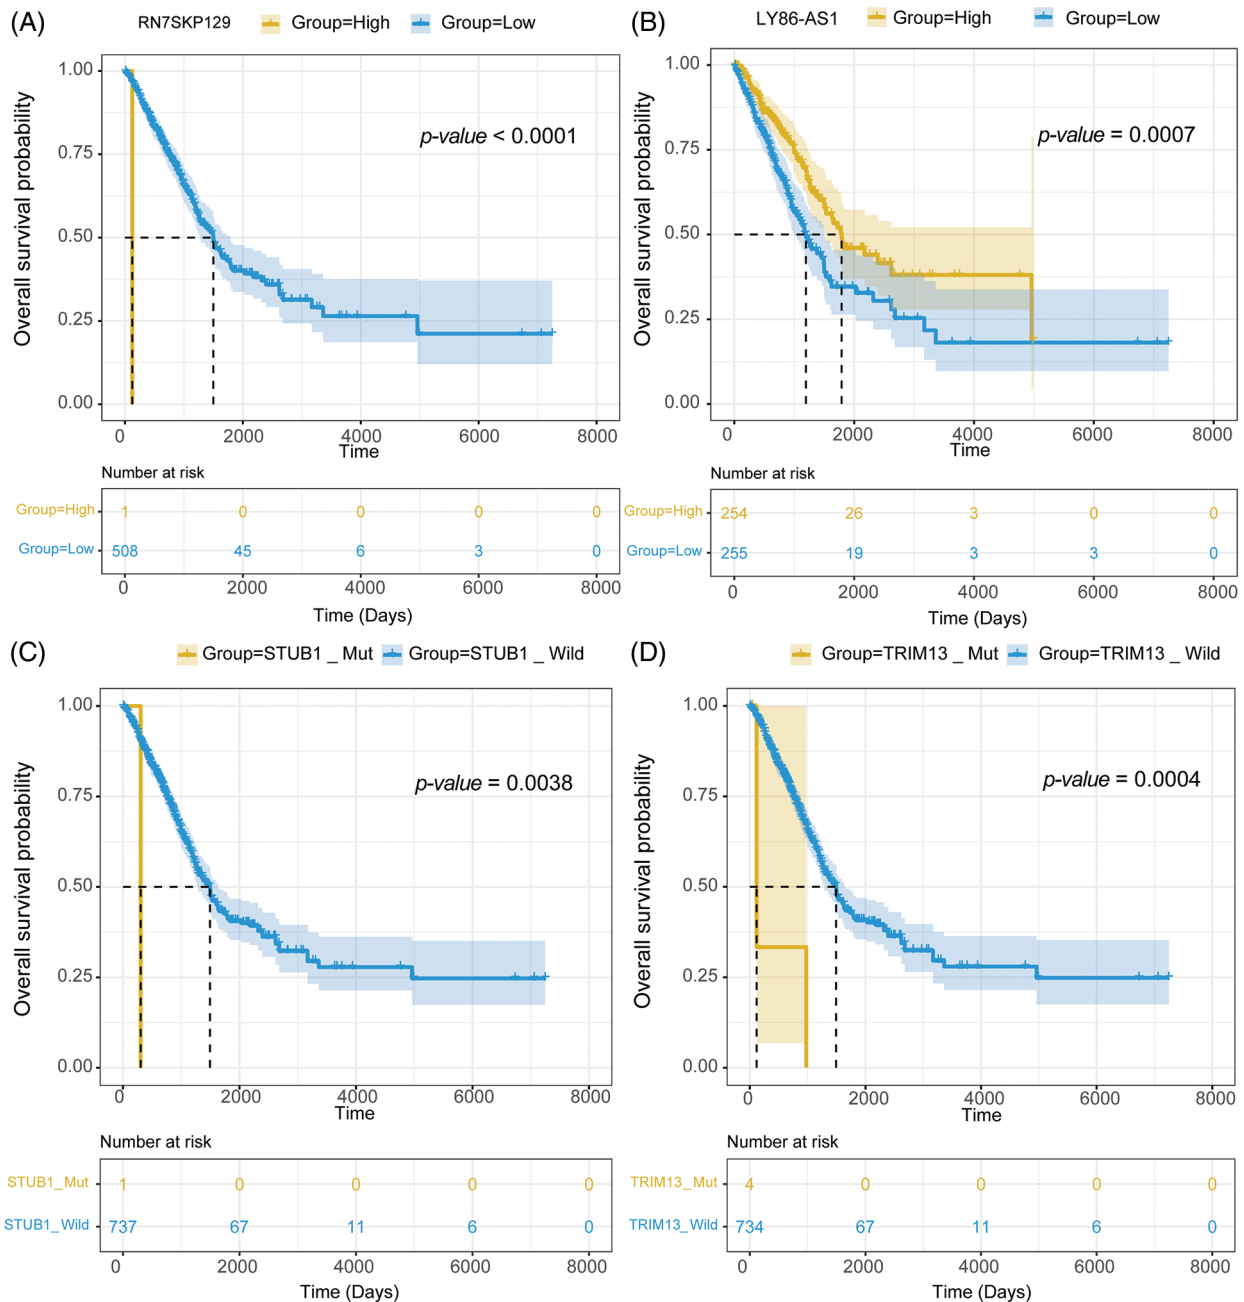 (A) RN7SKP129 Group=High Group=Low
Overall survival probability
1.00
0.75
0.50
0.25
0.00
p-value < 0.0001
0 2000 4000 6000 8000
Time
Number at risk
Group=High 1 0 0 0 0
Group=Low 508 45 6 3 0
0 2000 4000 6000 8000
Time (Days)
(B) LY86-AS1 Group=High Group=Low
Overall survival probability
1.00
0.75
0.50
0.25
0.00
p-value = 0.0007
0 2000 4000 6000 8000
Time
Number at risk
Group=High 254 26 3 0 0
Group=Low 255 19 3 3 0
0 2000 4000 6000 8000
Time (Days)
(C) Group=STUB1 _ Mut Group=STUB1 _ Wild
Overall survival probability
1.00
0.75
0.50
0.25
0.00
p-value = 0.0038
0 2000 4000 6000 8000
Time
Number at risk
STUB1_Mut 1 0 0 0 0
STUB1_Wild 737 67 11 6 0
0 2000 4000 6000 8000
Time (Days)
(D) Group=TRIM13 _ Mut Group=TRIM13 _ Wild
Overall survival probability
1.00
0.75
0.50
0.25
0.00
p-value = 0.0004
0 2000 4000 6000 8000
Time
Number at risk
TRIM13_Mut 4 0 0 0 0
TRIM13_Wild 734 67 11 6 0
0 2000 4000 6000 8000
Time (Days)